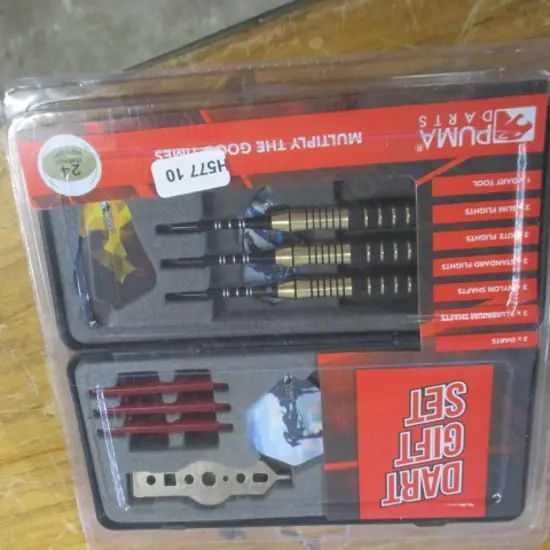 PUMA®
DARTS
MULTIPLY THE GOOD TIMES
H577 10
24
1 x DART TOOL
3 x SLIM FLIGHTS
3 x KITE FLIGHTS
3 x STANDARD FLIGHTS
3 x NYLON SHAFTS
3 x ALUMINIUM SHAFTS
3 x DARTS
DART
GIFT
SET